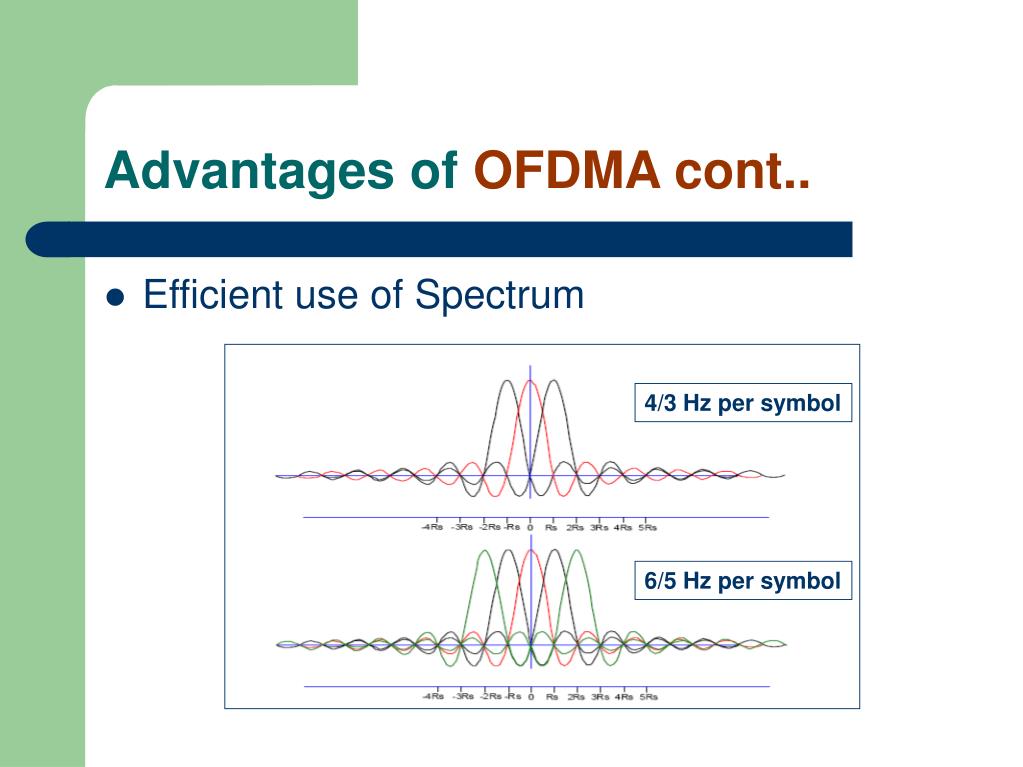 Advantages of OFDMA cont..
Efficient use of Spectrum
4/3 Hz per symbol
-4Rs -3Rs -2Rs -Rs 0 Rs 2Rs 3Rs 4Rs 5Rs
6/5 Hz per symbol
-4Rs -3Rs -2Rs -Rs 0 Rs 2Rs 3Rs 4Rs 5Rs